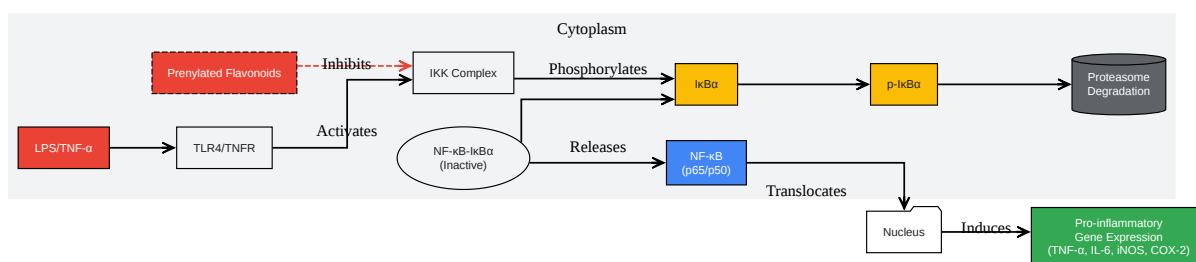 Cytoplasm
Prenylated Flavonoids
Inhibits
IKK Complex
Phosphorylates
IκBα
p-IκBα
Proteasome
Degradation
LPS/TNF-α
TLR4/TNFR
Activates
NF-κB-IκBα
(Inactive)
Releases
NF-κB
(p65/p50)
Translocates
Nucleus
Induces
Pro-inflammatory
Gene Expression
(TNF-α, IL-6, iNOS, COX-2)